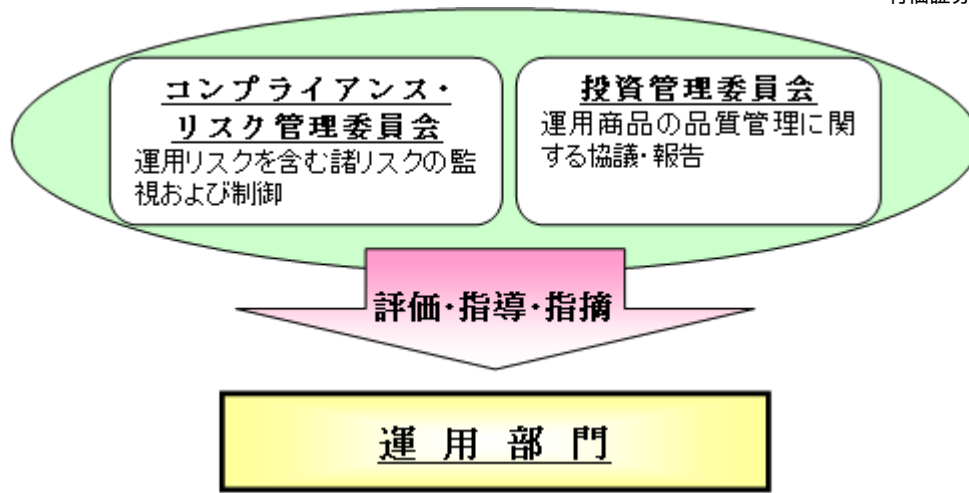 コンプライアンス・
リスク管理委員会
運用リスクを含む諸リスクの監
視および制御
投資管理委員会
運用商品の品質管理に関
する協議・報告
評価・指導・指摘
運用部門